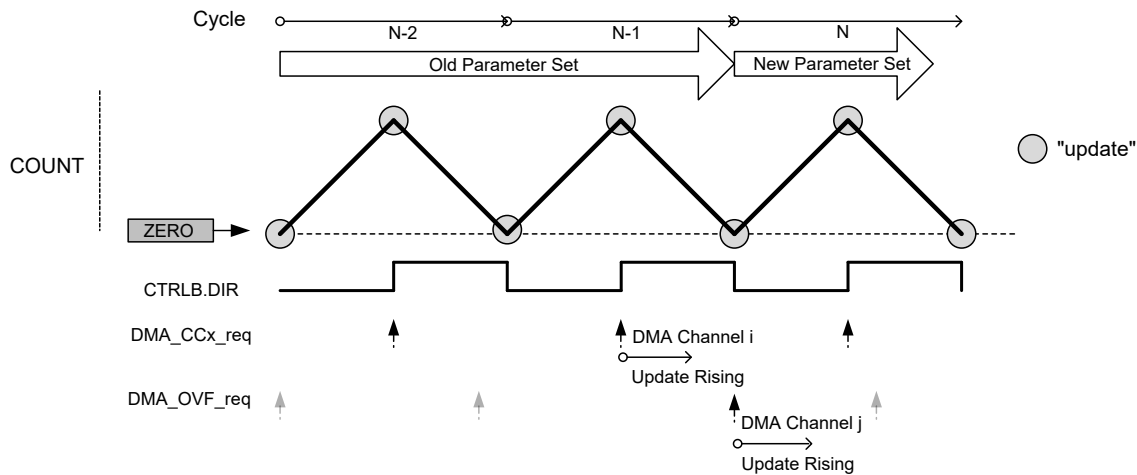 Cycle
N-2
N-1
N
Old Parameter Set
New Parameter Set
COUNT
"update"
ZERO
CTRLB.DIR
DMA_CCx_req
DMA Channel i
Update Rising
DMA_OVF_req
DMA Channel j
Update Rising